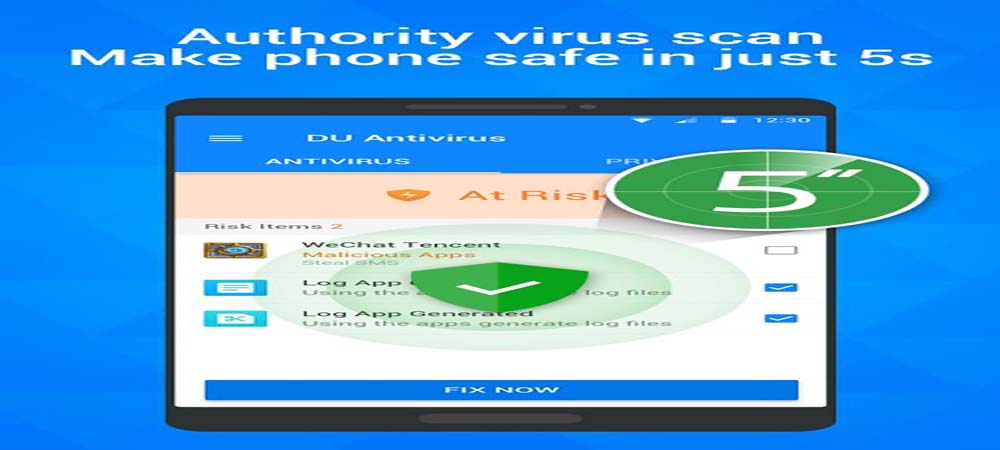 Authority virus scan
Make phone safe in just 5s
12:30
DU Antivirus
ANTIVIRUS
At Risk
5"
Risk Items 2
WeChat Tencent
Malicious Apps
Steal SMS
Log App
Using the apps generate log files
Log App Generated
Using the apps generate log files
FIX NOW